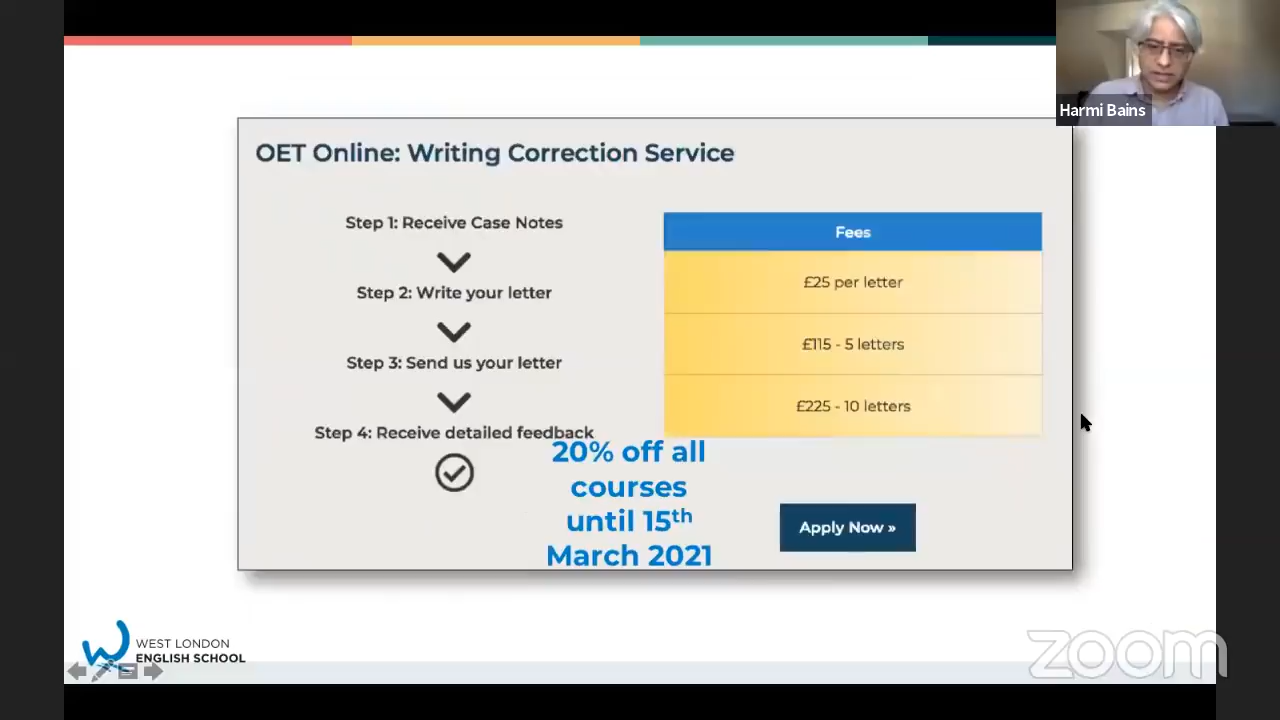 Harmi Bains
OET Online: Writing Correction Service
Step 1: Receive Case Notes
Step 2: Write your letter
Step 3: Send us your letter
Step 4: Receive detailed feedback
Fees
£25 per letter
£115 - 5 letters
£225 - 10 letters
20% off all
courses
until 15th
March 2021
Apply Now »
WEST LONDON
ENGLISH SCHOOL
zoom